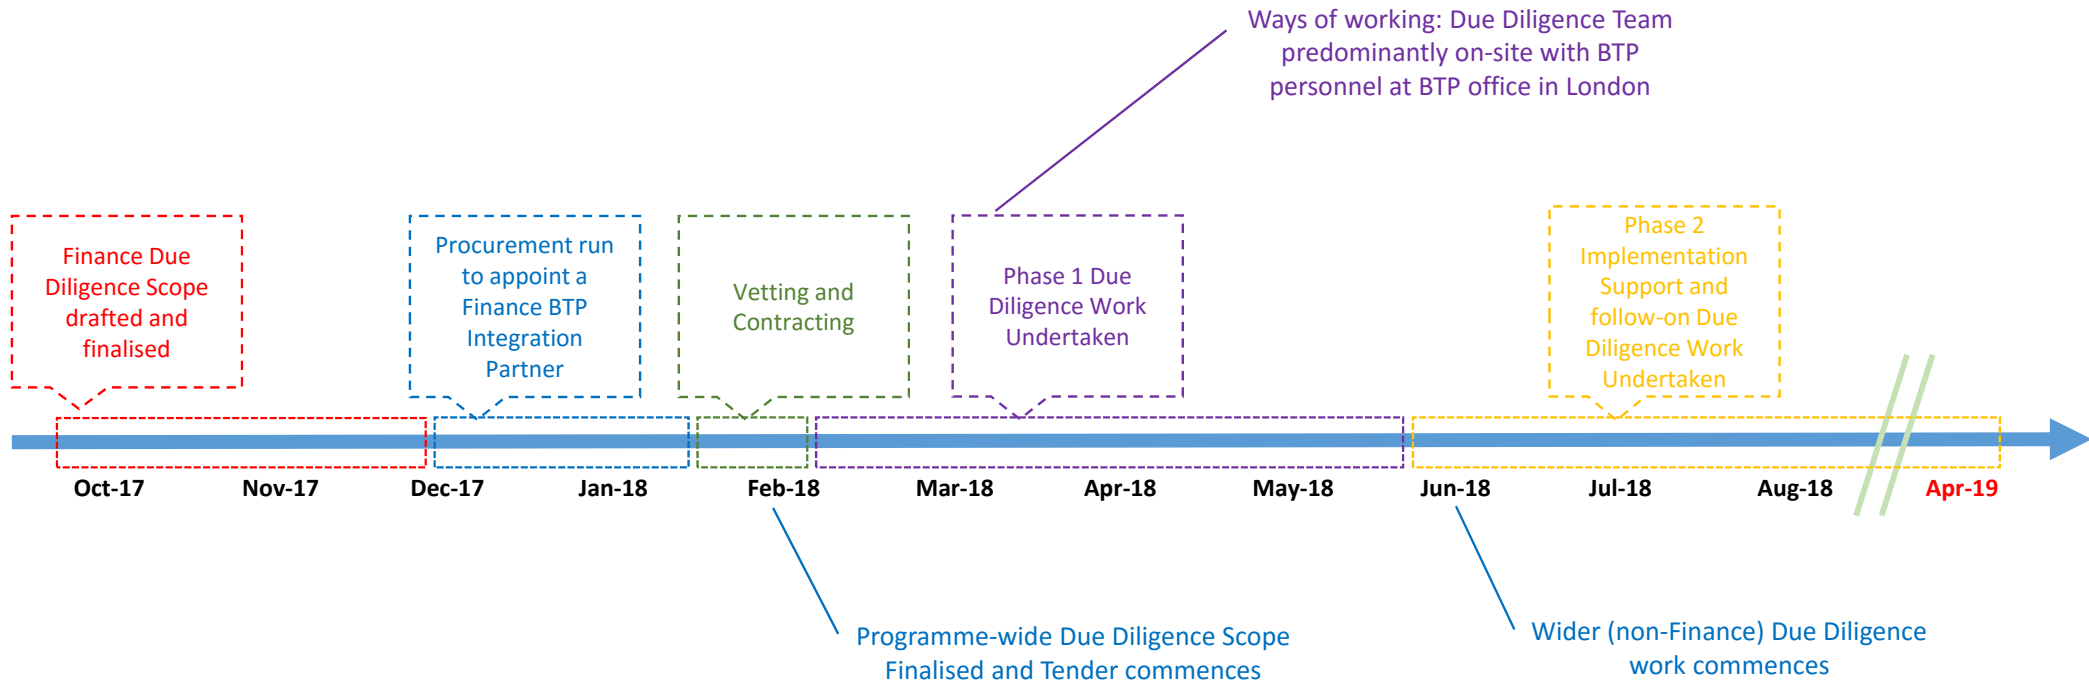 Ways of working: Due Diligence Team
predominantly on-site with BTP
personnel at BTP office in London
Finance Due
Diligence Scope
drafted and
finalised
Procurement run
to appoint a
Finance BTP
Integration
Partner
Vetting and
Contracting
Phase 1 Due
Diligence Work
Undertaken
Phase 2
Implementation
Support and
follow-on Due
Diligence Work
Undertaken
Oct-17
Nov-17
Dec-17
Jan-18
Feb-18
Mar-18
Apr-18
May-18
Jun-18
Jul-18
Aug-18
Apr-19
Programme-wide Due Diligence Scope
Finalised and Tender commences
Wider (non-Finance) Due Diligence
work commences